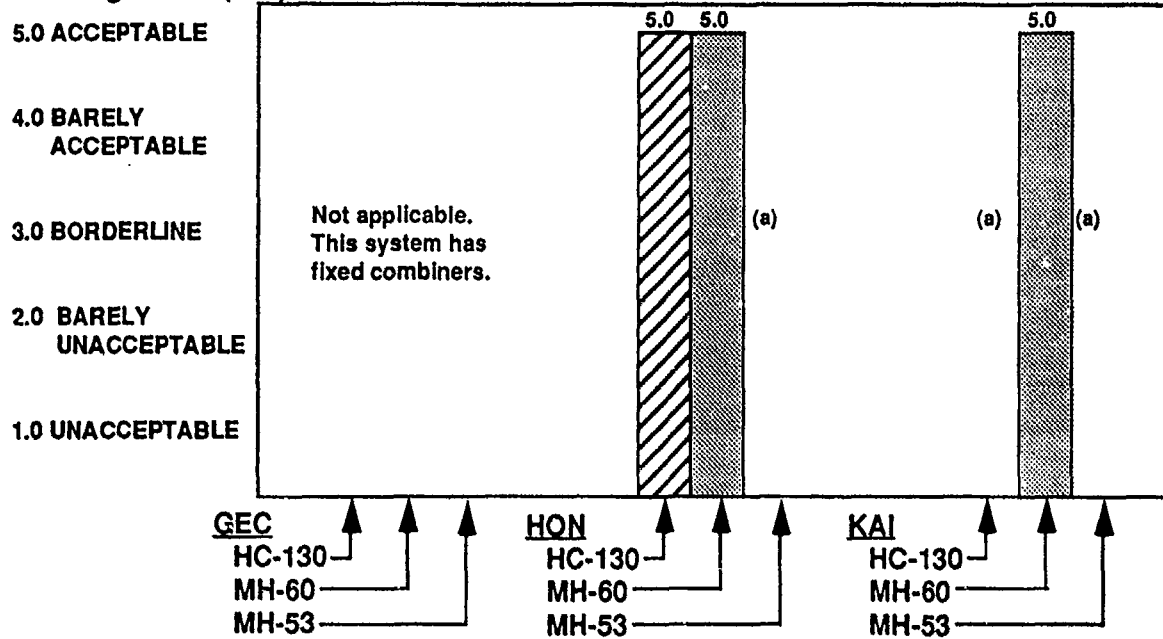 5.0 5.0 5.0
5.0 ACCEPTABLE
4.0 BARELY
ACCEPTABLE
Not applicable.
This system has
fixed combiners.
3.0 BORDERLINE (a) (a) (a)
2.0 BARELY
UNACCEPTABLE
1.0 UNACCEPTABLE
GEC HON KAI
HC-130 HC-130 HC-130
MH-60 MH-60 MH-60
MH-53 MH-53 MH-53